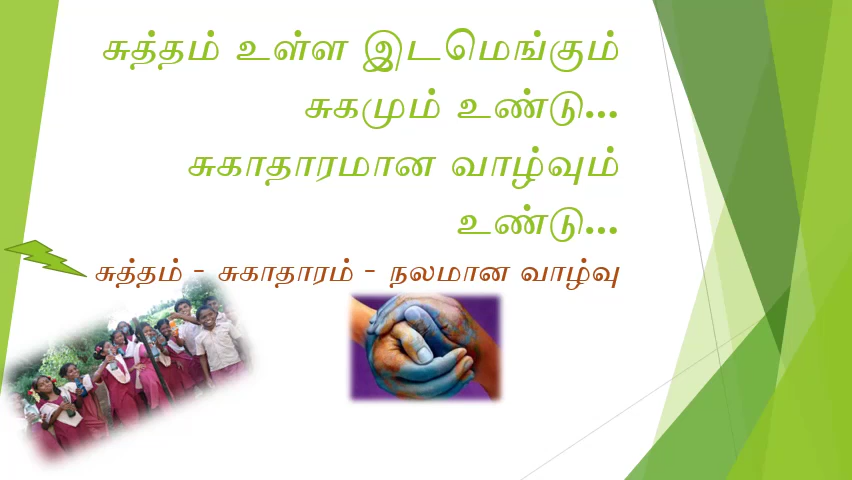 சுத்தம் உள்ள இடமெங்கும்
சுகமும் உண்டு...
சுகாதாரமான வாழ்வும்
உண்டு...
சுத்தம் - சுகாதாரம் - நலமான வாழ்வு